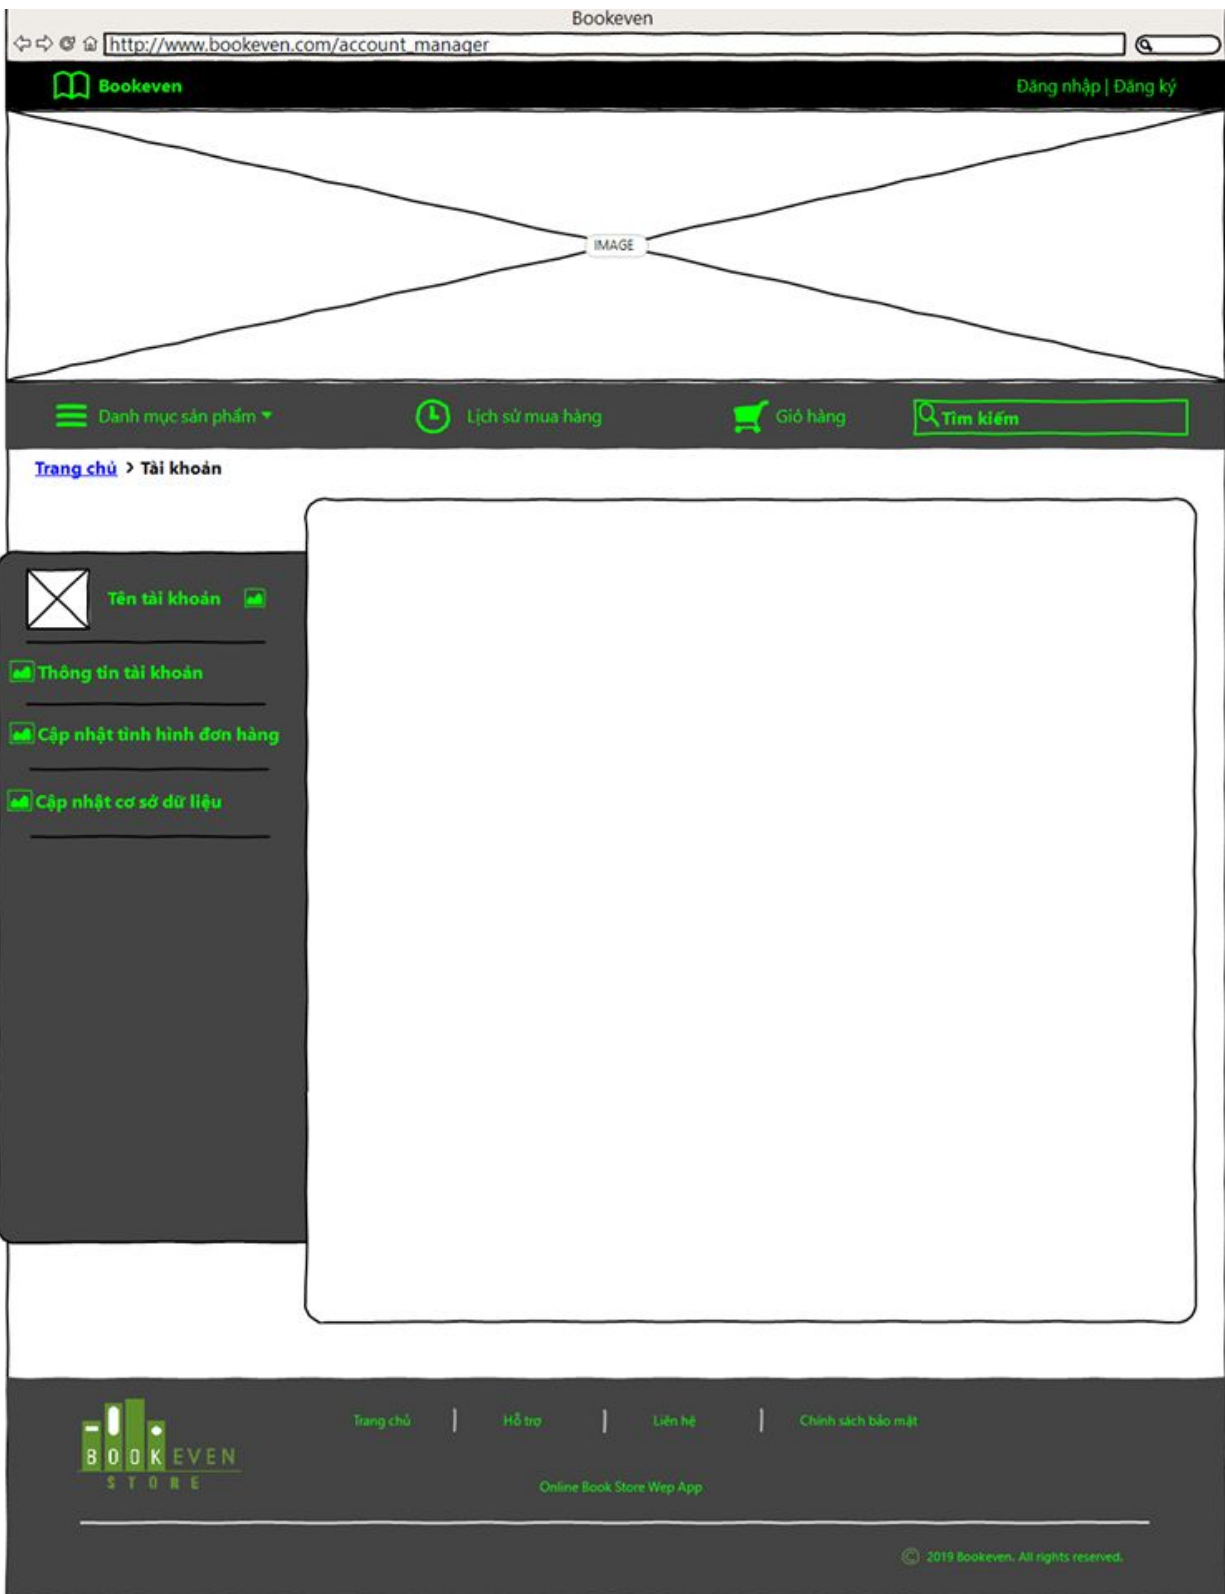 Bookeven
http://www.bookeven.com/account_manager
Bookeven
Đăng nhập | Đăng ký
IMAGE
Danh mục sản phẩm
Lịch sử mua hàng
Giỏ hàng
Tìm kiếm
Trang chủ > Tài khoản
Tên tài khoản
Thông tin tài khoản
Cập nhật tình hình đơn hàng
Cập nhật cơ sở dữ liệu
BOOKEVEN
STORE
Trang chủ | Hỗ trợ | Liên hệ | Chính sách bảo mật
Online Book Store Wep App
© 2019 Bookeven. All rights reserved.